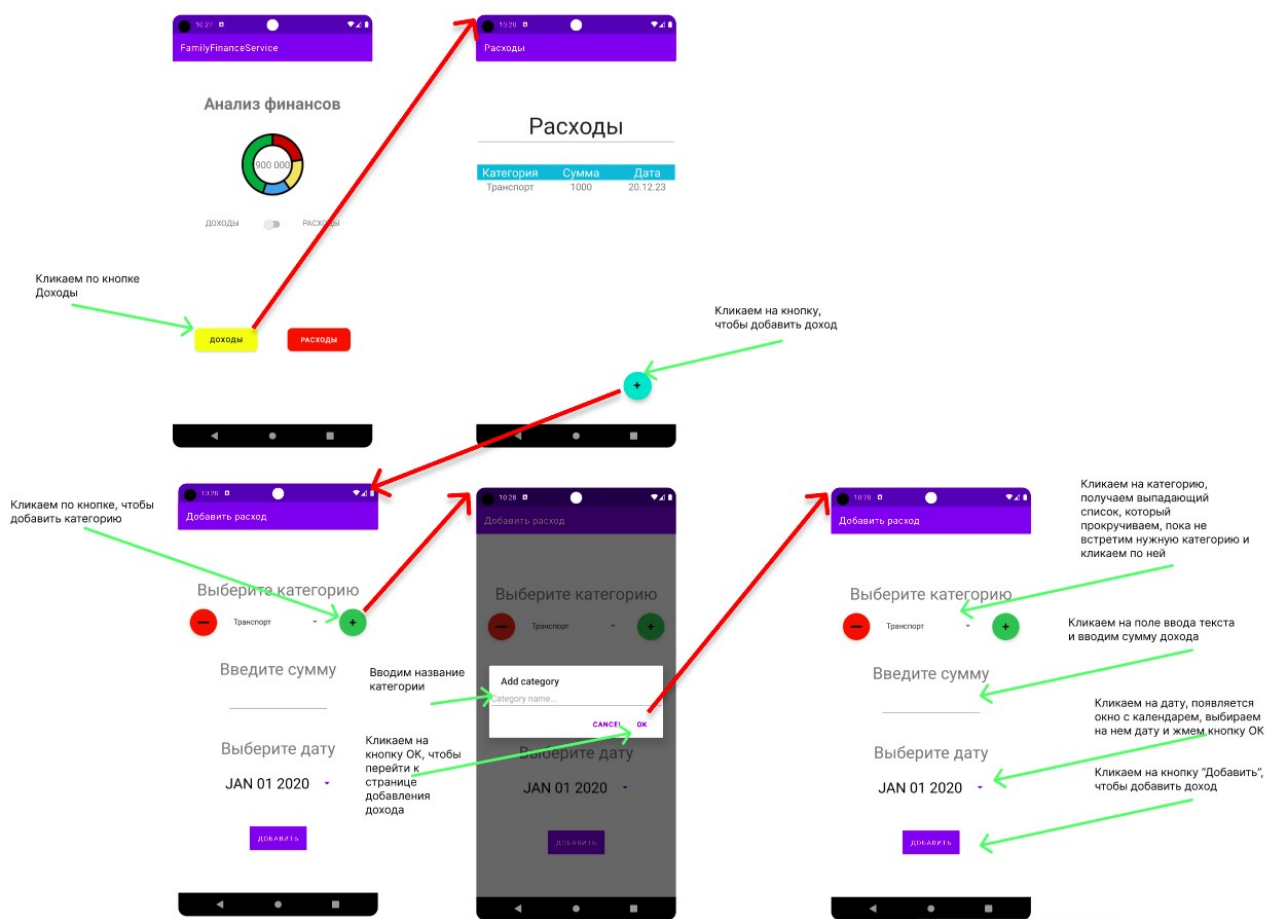 10:27
FamilyFinanceService
Анализ финансов
900 000
ДОХОДЫ
РАСХОДЫ
Кликаем по кнопке
Доходы
ДОХОДЫ
РАСХОДЫ
10:28
Расходы
Расходы
Категория Сумма Дата
Транспорт 1000 20.12.23
Кликаем на кнопку,
чтобы добавить доход
+
Кликаем по кнопке, чтобы
добавить категорию
10:28
Добавить расход
Выберите категорию
Транспорт
+
Введите сумму
Выберите дату
JAN 01 2020
ДОБАВИТЬ
Вводим название
категории
Кликаем на
кнопку ОК, чтобы
перейти к
странице
добавления
дохода
10:28
Добавить расход
Выберите категорию
Транспорт
+
Add category
Category name...
CANCEL OK
Выберите дату
JAN 01 2020
ДОБАВИТЬ
10:28
Добавить расход
Выберите категорию
Транспорт
+
Введите сумму
Выберите дату
JAN 01 2020
ДОБАВИТЬ
Кликаем на категорию,
получаем выпадающий
список, который
прокручиваем, пока не
встретим нужную категорию и
кликаем по ней
Кликаем на поле ввода текста
и вводим сумму дохода
Кликаем на дату, появляется
окно с календарем, выбираем
на нем дату и жмем кнопку ОК
Кликаем на кнопку "Добавить",
чтобы добавить доход